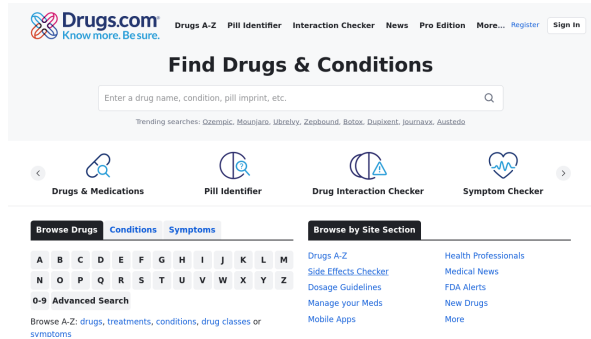 Drugs.com®
Know more. Be sure.
Drugs A-Z Pill Identifier Interaction Checker News Pro Edition More... Register Sign In
Find Drugs & Conditions
Enter a drug name, condition, pill imprint, etc.
Trending searches: Ozempic, Mounjaro, Ubrelvy, Zepbound, Botox, Dupixent, Journavx, Austedo
Drugs & Medications Pill Identifier Drug Interaction Checker Symptom Checker
Browse Drugs Conditions Symptoms
A B C D E F G H I J K L M
N O P Q R S T U V W X Y Z
0-9 Advanced Search
Browse A-Z: drugs, treatments, conditions, drug classes or
symptoms
Browse by Site Section
Drugs A-Z
Side Effects Checker
Dosage Guidelines
Manage your Meds
Mobile Apps
Health Professionals
Medical News
FDA Alerts
New Drugs
More